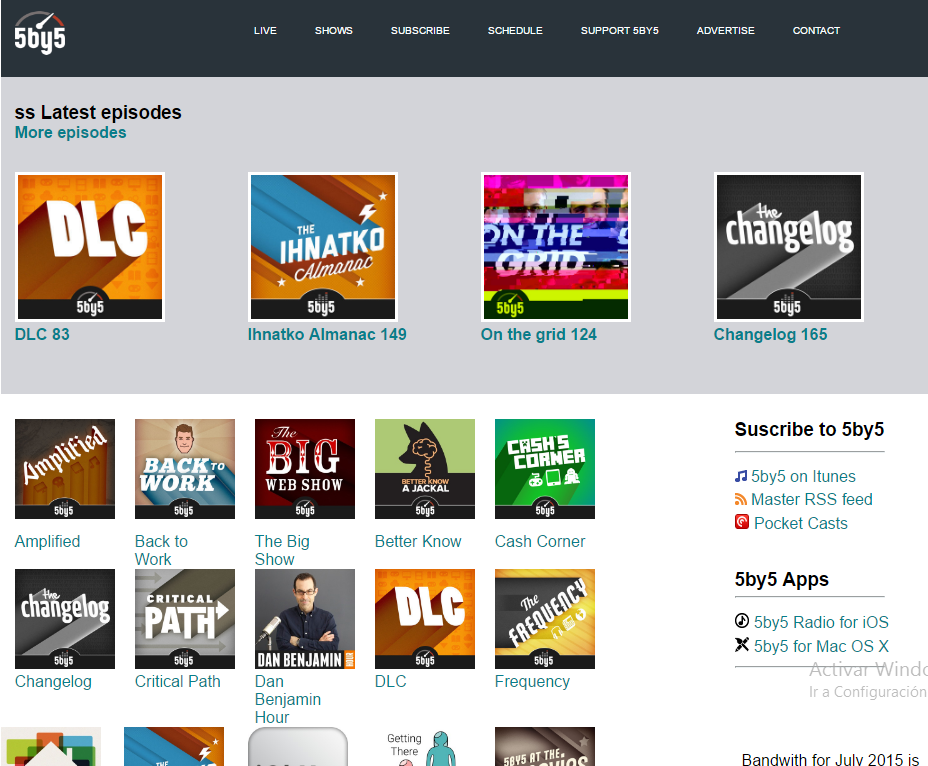 5by5
LIVE SHOWS SUBSCRIBE SCHEDULE SUPPORT 5BY5 ADVERTISE CONTACT
ss Latest episodes
More episodes
DLC
5by5
THE
IHNATKO
Almanac
5by5
ON THE
GRID
5by5
the
changelog
5by5
DLC 83
Ihnatko Almanac 149
On the grid 124
Changelog 165
Amplified
5by5
BACK TO
WORK
5by5
The
BIG
WEB SHOW
5by5
BETTER KNOW
A JACKAL
5by5
CASH'S
CORNER
5by5
Amplified
Back to
Work
The Big
Show
Better Know
Cash Corner
the
changelog
5by5
CRITICAL
PATH
5by5
DAN BENJAMIN
HOUR
DLC
5by5
The
FREQUENCY
5by5
Changelog
Critical Path
Dan
Benjamin
Hour
DLC
Frequency
THE
Getting
There
5BY5 AT THE
Suscribe to 5by5
5by5 on Itunes
Master RSS feed
Pocket Casts
5by5 Apps
5by5 Radio for iOS
5by5 for Mac OS X
Activar Windo
Ir a Configuración
Bandwith for July 2015 is